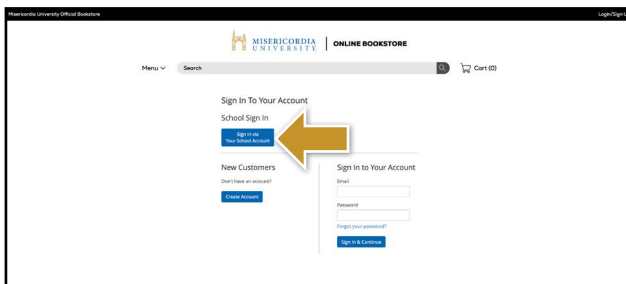 Misericordia University Official Bookstore
Login/Sign U
MISERICORDIA
UNIVERSITY
ONLINE BOOKSTORE
Menu
Search
Cart (0)
Sign In To Your Account
School Sign In
Sign In via
Your School Account
New Customers
Don't have an account?
Create Account
Sign In to Your Account
Email
Password
Forgot your password?
Sign In & Continue